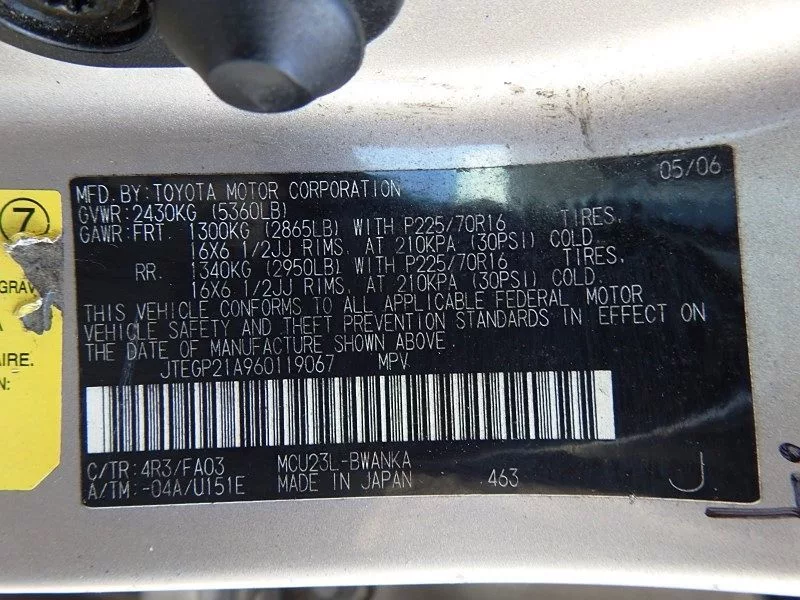 05/06
MFD. BY: TOYOTA MOTOR CORPORATION
GVWR: 2430KG (5360LB)
GAWR: FRT. 1300KG (2865LB) WITH P225/70R16 TIRES,
16X6 1/2JJ RIMS, AT 210KPA (30PSI) COLD.
RR. 1340KG (2950LB) WITH P225/70R16 TIRES,
16X6 1/2JJ RIMS, AT 210KPA (30PSI) COLD.
THIS VEHICLE CONFORMS TO ALL APPLICABLE FEDERAL MOTOR
VEHICLE SAFETY AND THEFT PREVENTION STANDARDS IN EFFECT ON
THE DATE OF MANUFACTURE SHOWN ABOVE.
JTEGP21A960119067 MPV
C/TR: 4R3/FA03 MCU23L-BWANKA
A/TM: -04A/U151E MADE IN JAPAN 463 J
7